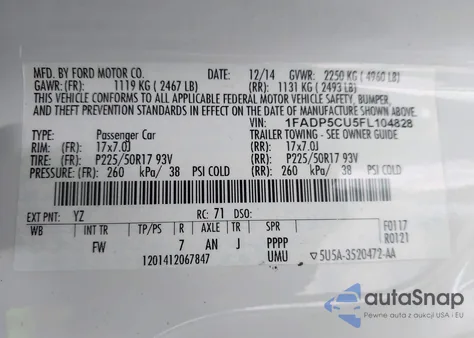 MFD. BY FORD MOTOR CO. DATE: 12/14 GVWR: 2250 KG (4960 LB)
GAWR: (FR): 1119 KG (2467 LB) (RR): 1131 KG (2493 LB)
THIS VEHICLE CONFORMS TO ALL APPLICABLE FEDERAL MOTOR VEHICLE SAFETY, BUMPER,
AND THEFT PREVENTION STANDARDS IN EFFECT ON THE DATE OF MANUFACTURE SHOWN ABOVE.
VIN: 1FADP5CU5FL104828
TYPE: Passenger Car TRAILER TOWING - SEE OWNER GUIDE
RIM: (FR) 17x7.0J (RR): 17x7.0J
TIRE: (FR): P225/50R17 93V (RR): P225/50R17 93V
PRESSURE: (FR) 260 kPa/ 38 PSI COLD (RR): 260 kPa/ 38 PSI COLD
EXT PNT: YZ RC: 71 DSO:
WB INT TR TP/PS R AXLE TR SPR
FW 7 AN J PPPP
UMU
1201412067847
F0117
R0121
5U5A-3520472-AA
autoSnap
Pewne auta z aukcji USA i EU